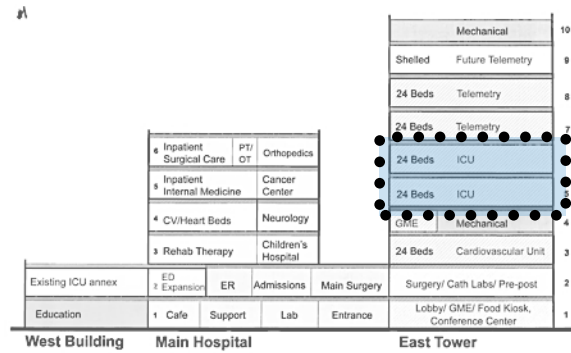 Mechanical 10
Shelled Future Telemetry 9
24 Beds Telemetry 8
24 Beds Telemetry 7
6 Inpatient Surgical Care PT/ OT Orthopedics 24 Beds ICU
5 Inpatient Internal Medicine Cancer Center 24 Beds ICU 5
4 CV/Heart Beds Neurology GME Mechanical 4
3 Rehab Therapy Children's Hospital 24 Beds Cardiovascular Unit 3
Existing ICU annex 2 ED Expansion ER Admissions Main Surgery Surgery/ Cath Labs/ Pre-post 2
Education 1 Cafe Support Lab Entrance Lobby/ GME/ Food Kiosk, Conference Center 1
West Building Main Hospital East Tower